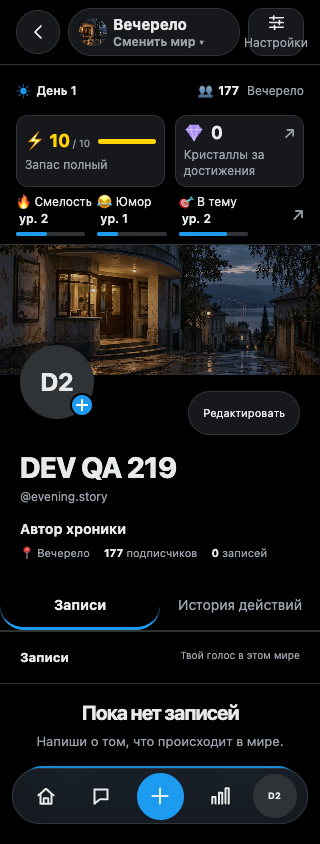 Вечерело
Сменить мир ▾
Настройки
День 1
177 Вечерело
10 / 10
Запас полный
0
Кристаллы за
достижения
Смелость
ур. 2
Юмор
ур. 1
В тему
ур. 2
D2
Редактировать
DEV QA 219
@evening.story
Автор хроники
Вечерело 177 подписчиков 0 записей
Записи
История действий
Записи
Твой голос в этом мире
Пока нет записей
Напиши о том, что происходит в мире.
D2